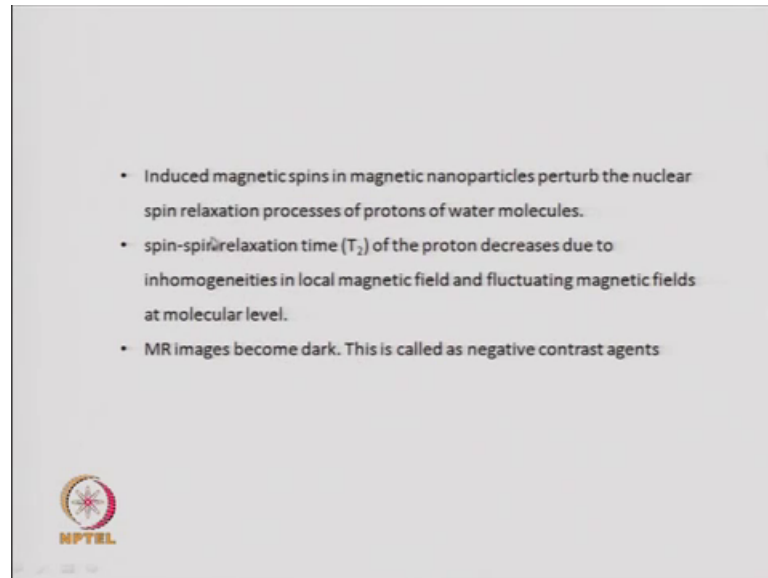 • Induced magnetic spins in magnetic nanoparticles perturb the nuclear
spin relaxation processes of protons of water molecules.
• spin-spin relaxation time (T₂) of the proton decreases due to
inhomogeneities in local magnetic field and fluctuating magnetic fields
at molecular level.
• MR images become dark. This is called as negative contrast agents
NPTEL